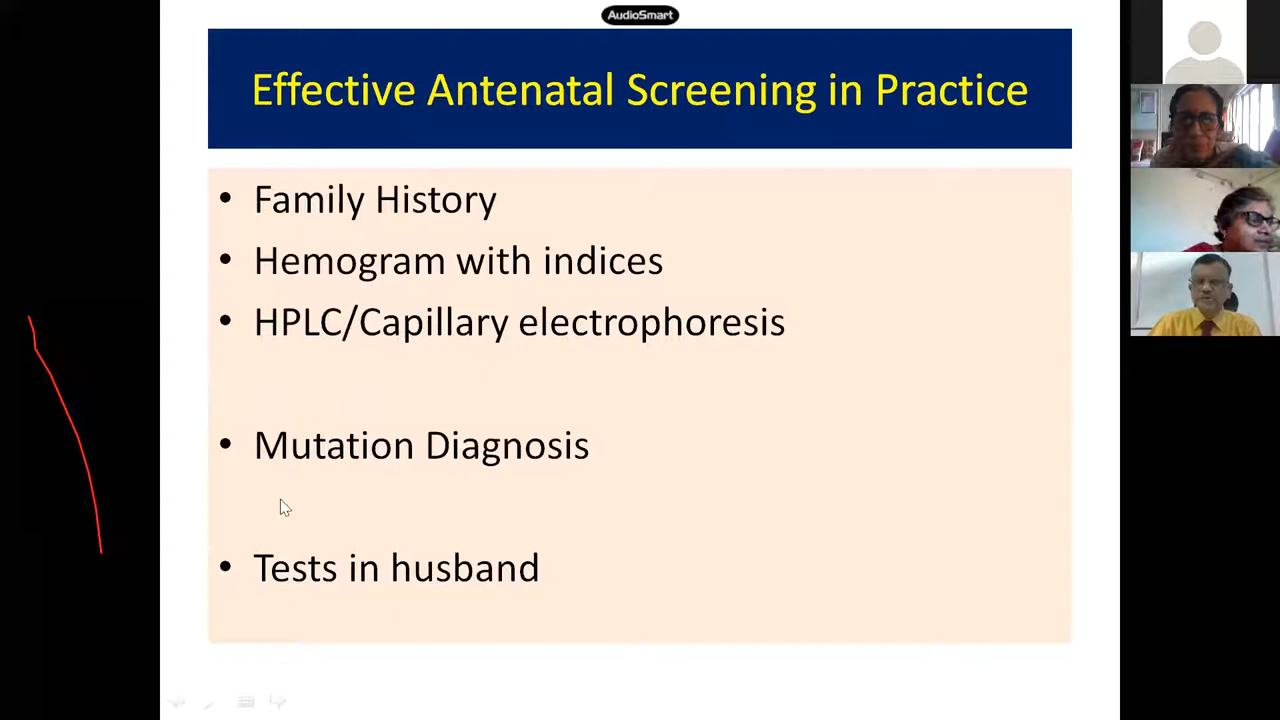 AudioSmart
Effective Antenatal Screening in Practice
• Family History
• Hemogram with indices
• HPLC/Capillary electrophoresis
• Mutation Diagnosis
• Tests in husband